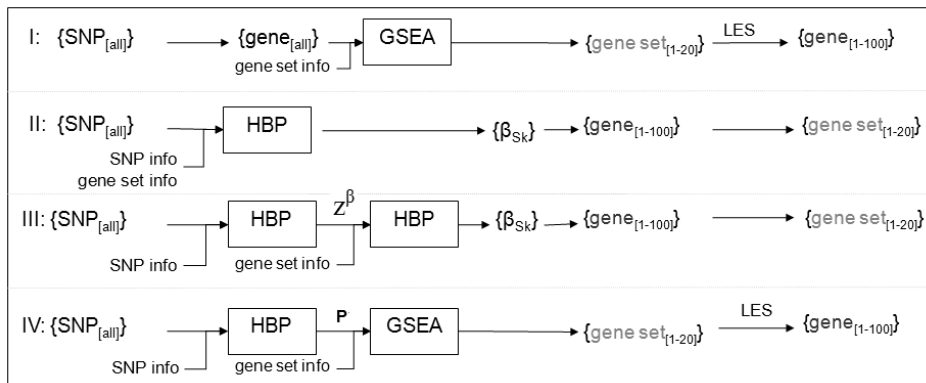 I: {SNP[all]} {gene[all]} GSEA {gene set[1-20]} LES {gene[1-100]}
gene set info
II: {SNP[all]} HBP {βSk} {gene[1-100]} {gene set[1-20]}
SNP info
gene set info
III: {SNP[all]} HBP Zβ HBP {βSk} {gene[1-100]} {gene set[1-20]}
SNP info gene set info
IV: {SNP[all]} HBP P GSEA {gene set[1-20]} LES {gene[1-100]}
SNP info gene set info